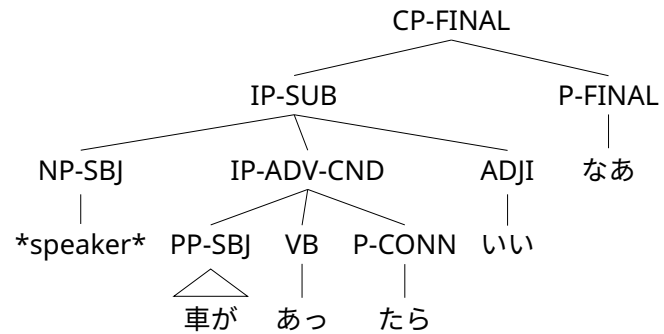 CP-FINAL
IP-SUB P-FINAL
NP-SBJ IP-ADV-CND ADJI なあ
*speaker* PP-SBJ VB P-CONN いい
車が あっ たら